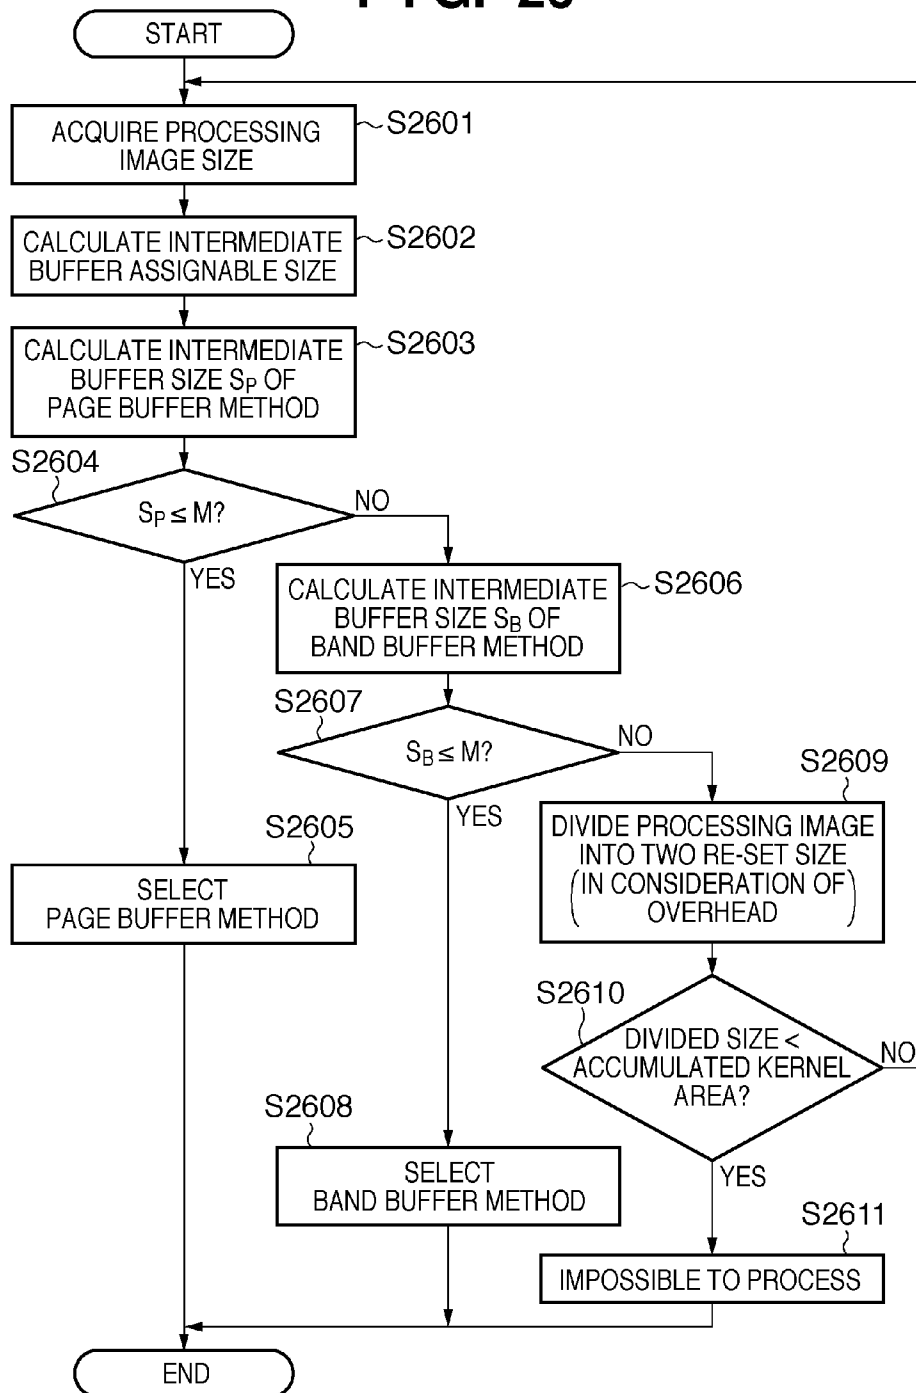 START
ACQUIRE PROCESSING
IMAGE SIZE
S2601
CALCULATE INTERMEDIATE
BUFFER ASSIGNABLE SIZE
S2602
CALCULATE INTERMEDIATE
BUFFER SIZE SP OF
PAGE BUFFER METHOD
S2603
S2604
SP ≤ M?
NO
YES
CALCULATE INTERMEDIATE
BUFFER SIZE SB OF
BAND BUFFER METHOD
S2606
S2607
SB ≤ M?
NO
YES
S2609
DIVIDE PROCESSING IMAGE
INTO TWO RE-SET SIZE
(IN CONSIDERATION OF
OVERHEAD)
S2605
SELECT
PAGE BUFFER METHOD
S2610
DIVIDED SIZE <
ACCUMULATED KERNEL
AREA?
NO
YES
S2608
SELECT
BAND BUFFER METHOD
S2611
IMPOSSIBLE TO PROCESS
END